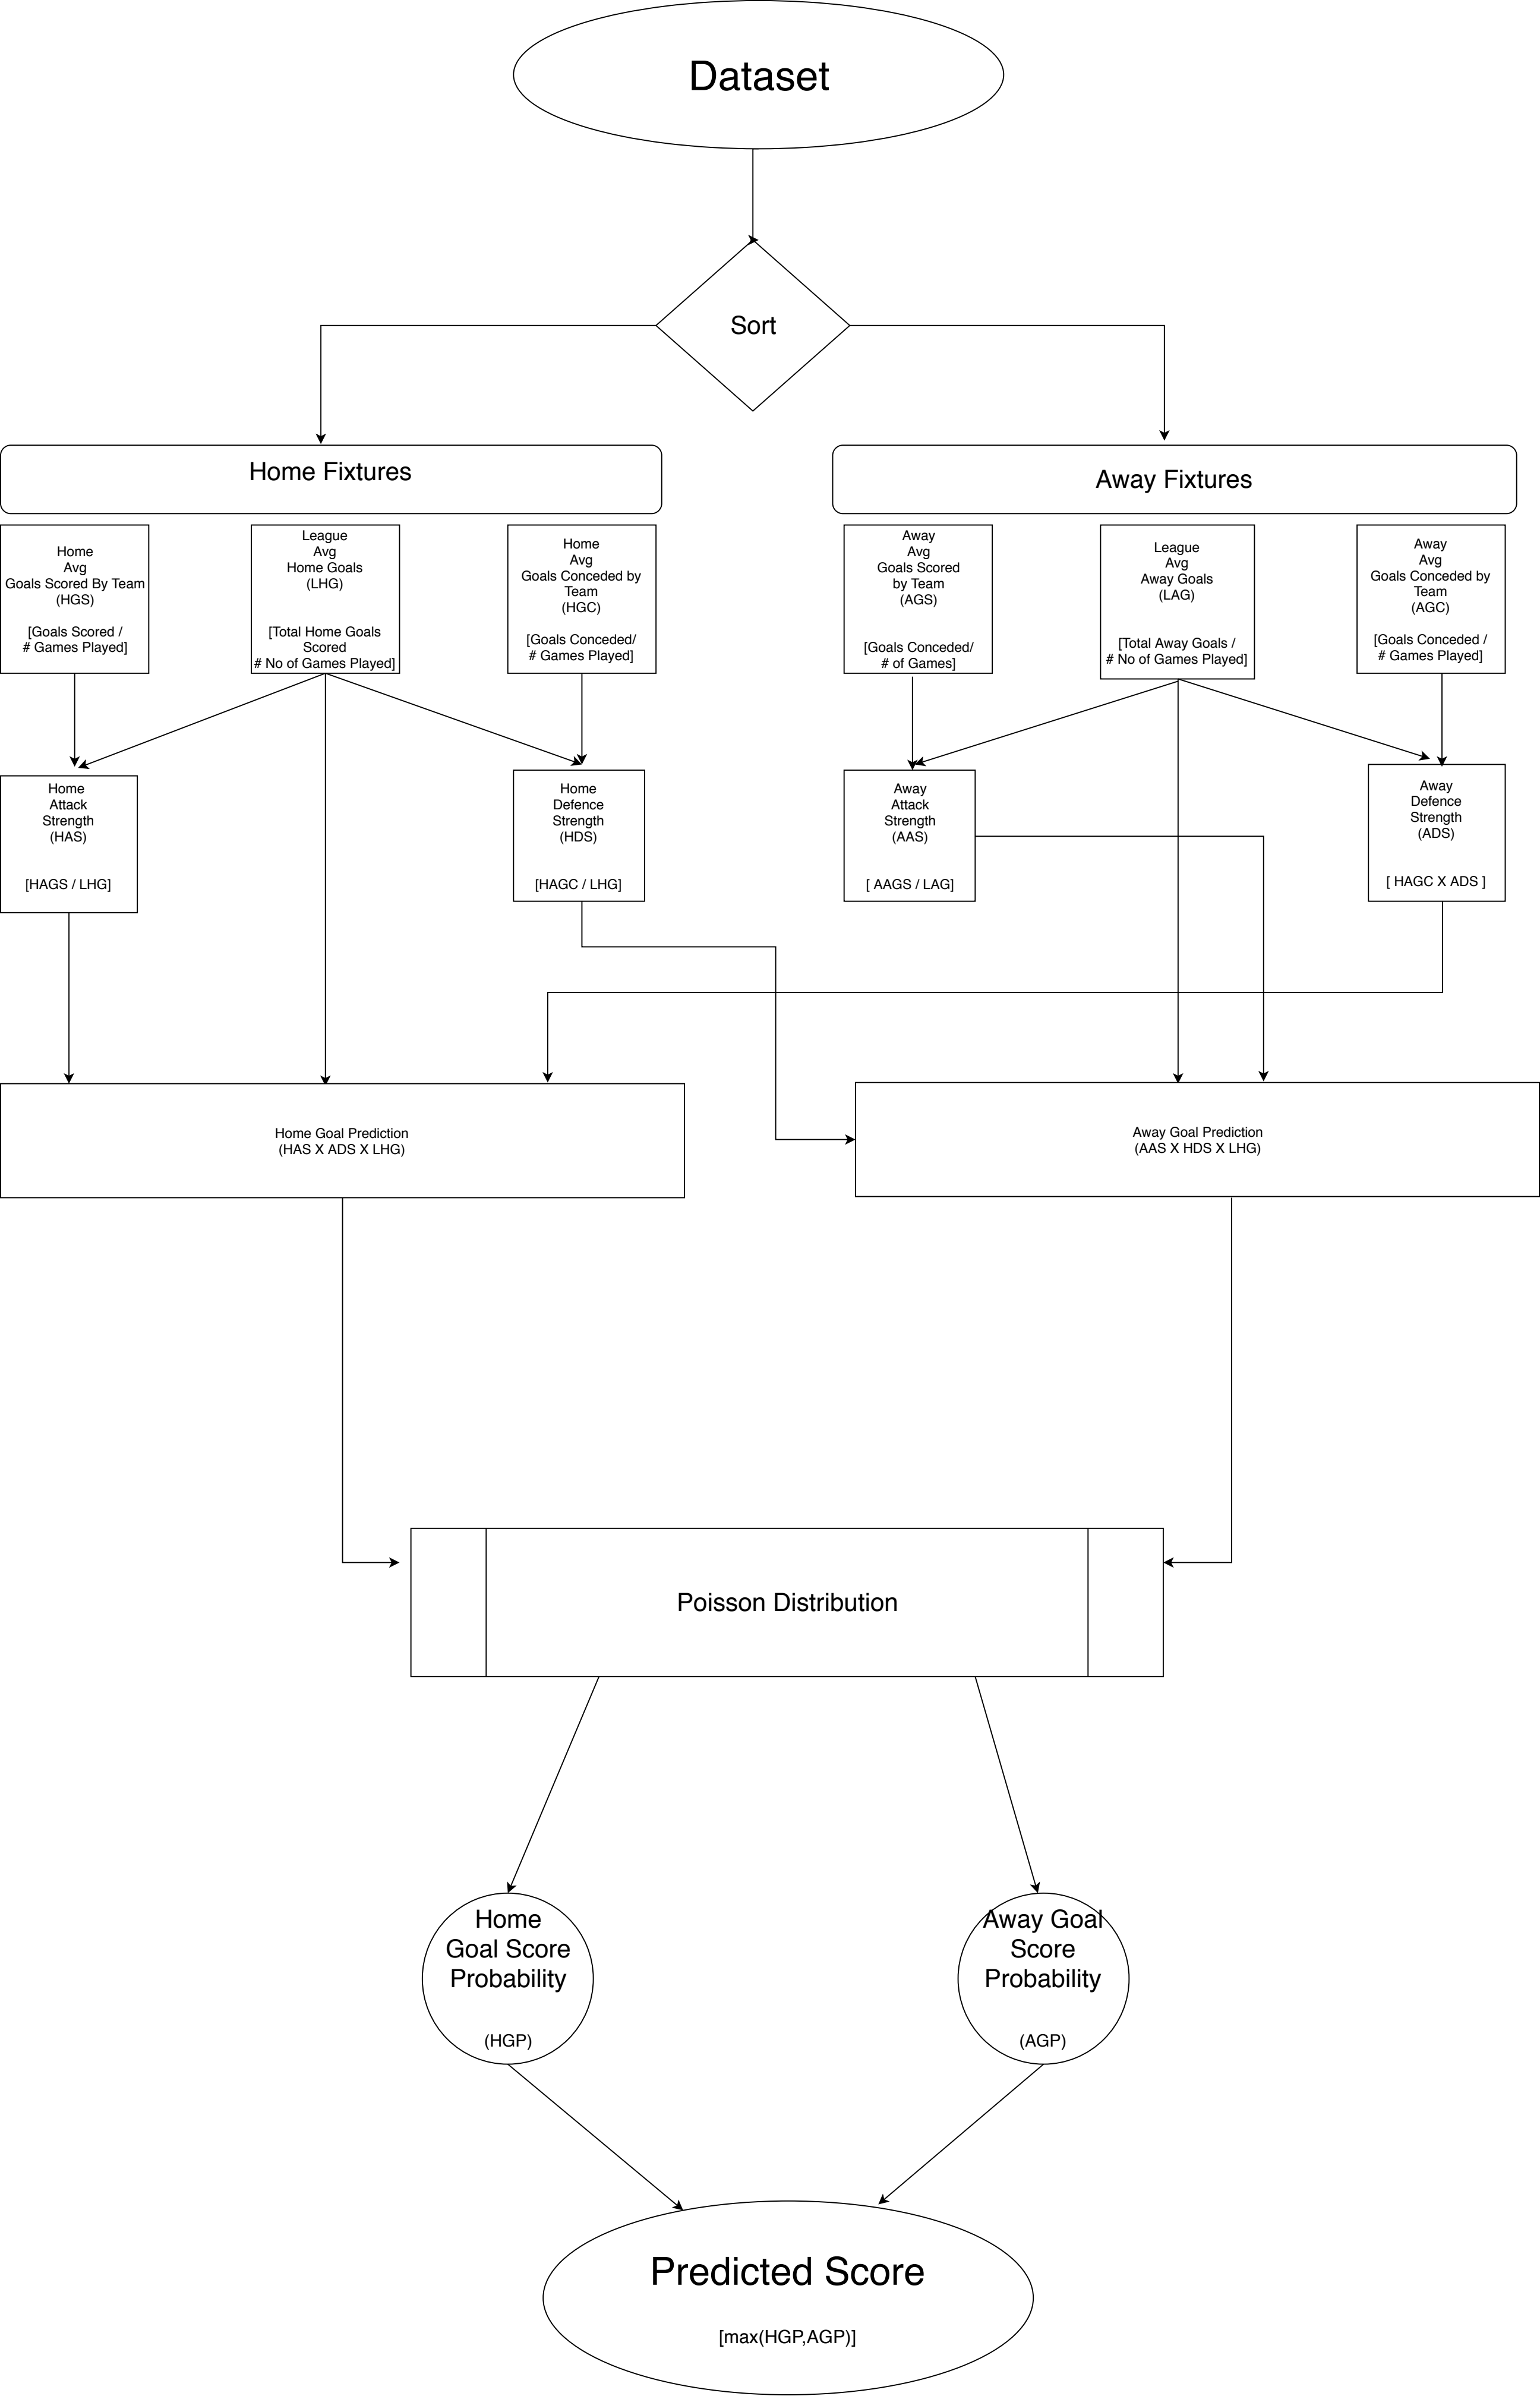 Dataset
Sort
Home Fixtures
Away Fixtures
Home
Avg
Goals Scored By Team
(HGS)
[Goals Scored /
# Games Played]
League
Avg
Home Goals
(LHG)
[Total Home Goals
Scored
# No of Games Played]
Home
Avg
Goals Conceded by
Team
(HGC)
[Goals Conceded/
# Games Played]
Away
Avg
Goals Scored
by Team
(AGS)
[Goals Conceded/
# of Games]
League
Avg
Away Goals
(LAG)
[Total Away Goals /
# No of Games Played]
Away
Avg
Goals Conceded by
Team
(AGC)
[Goals Conceded /
# Games Played]
Home
Attack
Strength
(HAS)
[HAGS / LHG]
Home
Defence
Strength
(HDS)
[HAGC / LHG]
Away
Attack
Strength
(AAS)
[ AAGS / LAG]
Away
Defence
Strength
(ADS)
[ HAGC X ADS ]
Home Goal Prediction
(HAS X ADS X LHG)
Away Goal Prediction
(AAS X HDS X LHG)
Poisson Distribution
Home
Goal Score
Probability
(HGP)
Away Goal
Score
Probability
(AGP)
Predicted Score
[max(HGP,AGP)]